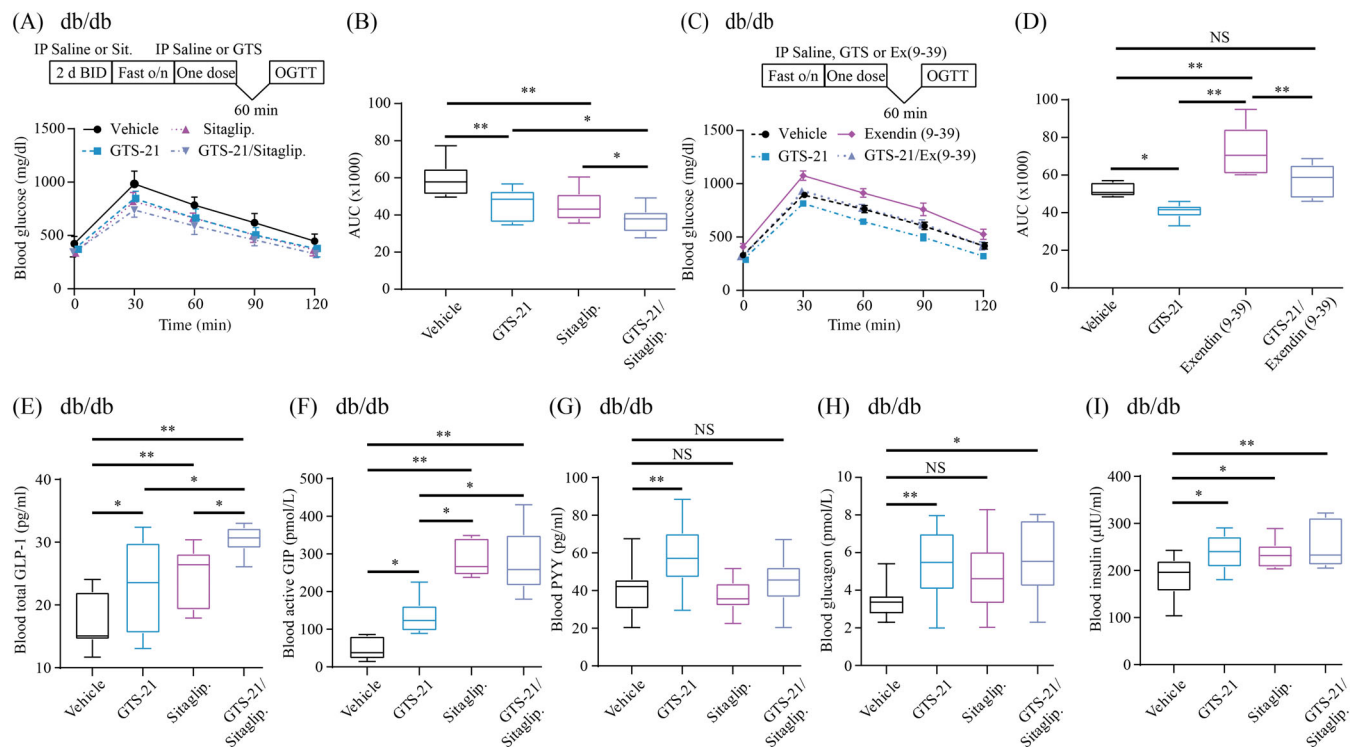 (A) db/db
IP Saline or Sit. IP Saline or GTS
2 d BID Fast o/n One dose OGTT
60 min
1500
1000
500
0
Blood glucose (mg/dl)
Vehicle
Sitaglip.
GTS-21
GTS-21/Sitaglip.
0 30 60 90 120
Time (min)
(B)
100
80
60
40
20
0
AUC (x1000)
**
** *
*
Vehicle
GTS-21
Sitaglip.
GTS-21/
Sitaglip.
(C) db/db
IP Saline, GTS or Ex(9-39)
Fast o/n One dose OGTT
60 min
1500
1000
500
0
Blood glucose (mg/dl)
Vehicle
Exendin (9-39)
GTS-21
GTS-21/Ex(9-39)
0 30 60 90 120
Time (min)
(D)
100
80
60
40
20
0
AUC (x1000)
NS
**
** **
*
Vehicle
GTS-21
Exendin (9-39)
GTS-21/
Exendin (9-39)
(E) db/db
40
30
20
10
Blood total GLP-1 (pg/ml)
**
**
* *
*
Vehicle
GTS-21
Sitaglip.
GTS-21/
Sitaglip.
(F) db/db
500
400
300
200
100
0
Blood active GIP (pmol/L)
**
**
*
*
*
Vehicle
GTS-21
Sitaglip.
GTS-21/
Sitaglip.
(G) db/db
100
80
60
40
20
0
Blood PYY (pg/ml)
NS
NS
**
Vehicle
GTS-21
Sitaglip.
GTS-21/
Sitaglip.
(H) db/db
10
8
6
4
2
0
Blood glucagon (pmol/L)
*
NS
**
Vehicle
GTS-21
Sitaglip.
GTS-21/
Sitaglip.
(I) db/db
400
300
200
100
0
Blood insulin (µIU/ml)
**
*
*
Vehicle
GTS-21
Sitaglip.
GTS-21/
Sitaglip.